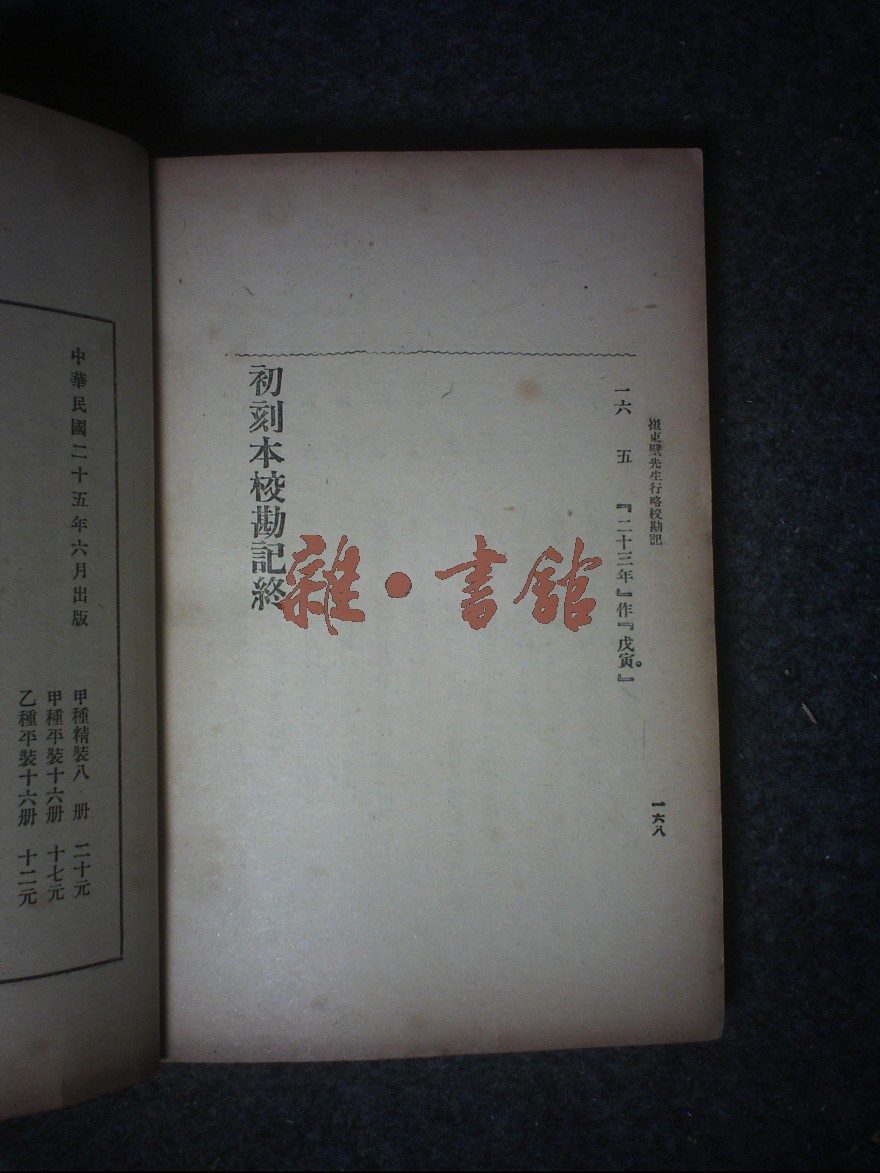 崔東壁先生行略校勘記
一六八
一六 五 『二十三年』作『戊寅。』
初刻本校勘記終
雜·書館
中華民國二十五年六月出版
甲種精裝八 册 二十元
甲種平裝十六册 十七元
乙種平裝十六册 十二元